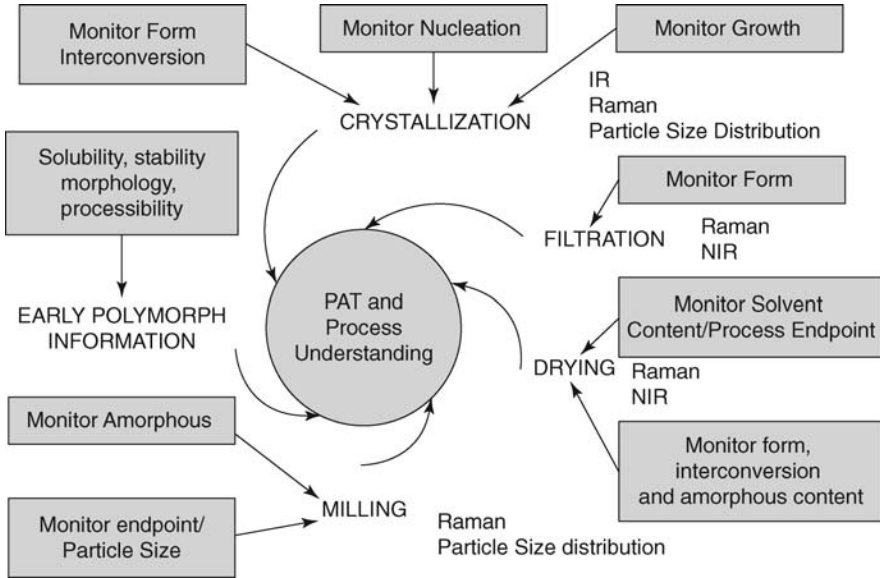 Monitor Form
Interconversion
Monitor Nucleation
Monitor Growth
CRYSTALLIZATION
IR
Raman
Particle Size Distribution
Solubility, stability
morphology,
processibility
Monitor Form
FILTRATION
Raman
NIR
EARLY POLYMORPH
INFORMATION
PAT and
Process
Understanding
Monitor Solvent
Content/Process Endpoint
DRYING
Raman
NIR
Monitor Amorphous
Monitor form,
interconversion
and amorphous content
Monitor endpoint/
Particle Size
MILLING
Raman
Particle Size distribution